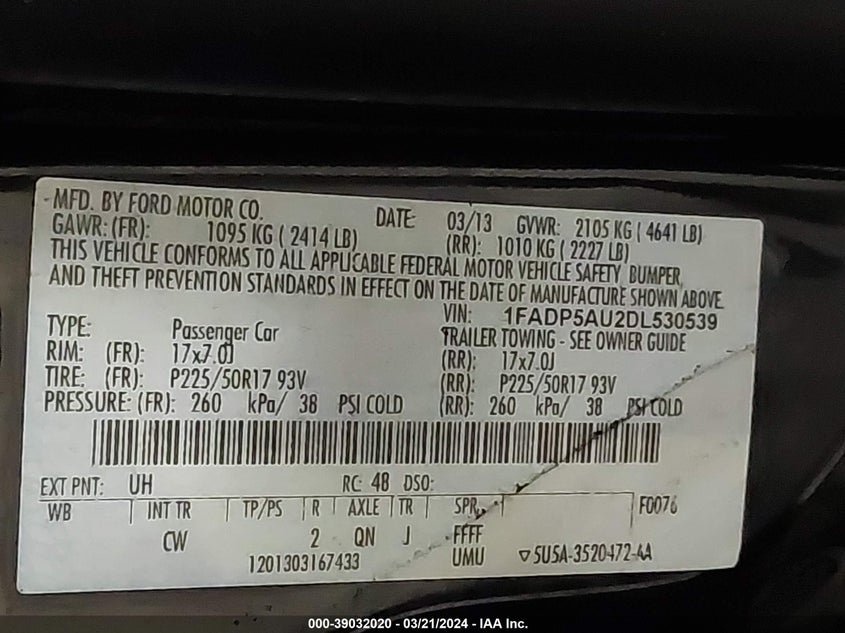 MFD. BY FORD MOTOR CO. DATE: 03/13 GVWR: 2105 KG ( 4641 LB)
GAWR: (FR): 1095 KG ( 2414 LB) (RR): 1010 KG ( 2227 LB)
THIS VEHICLE CONFORMS TO ALL APPLICABLE FEDERAL MOTOR VEHICLE SAFETY BUMPER,
AND THEFT PREVENTION STANDARDS IN EFFECT ON THE DATE OF MANUFACTURE SHOWN ABOVE.
VIN: 1FADP5AU2DL530539
TYPE: Passenger Car TRAILER TOWING - SEE OWNER GUIDE
RIM: (FR): 17x7.0J (RR): 17x7.0J
TIRE: (FR): P225/50R17 93V (RR): P225/50R17 93V
PRESSURE: (FR): 260 kPa/ 38 PSI COLD (RR): 260 kPa/ 38 PSI COLD
EXT PNT: UH RC: 48 DSO:
WB INT TR TP/PS R AXLE TR SPR F0076
CW 2 QN J FFFF
1201303167433 UMU ▽5U5A-3520472-AA
000-39032020 - 03/21/2024 - IAA Inc.